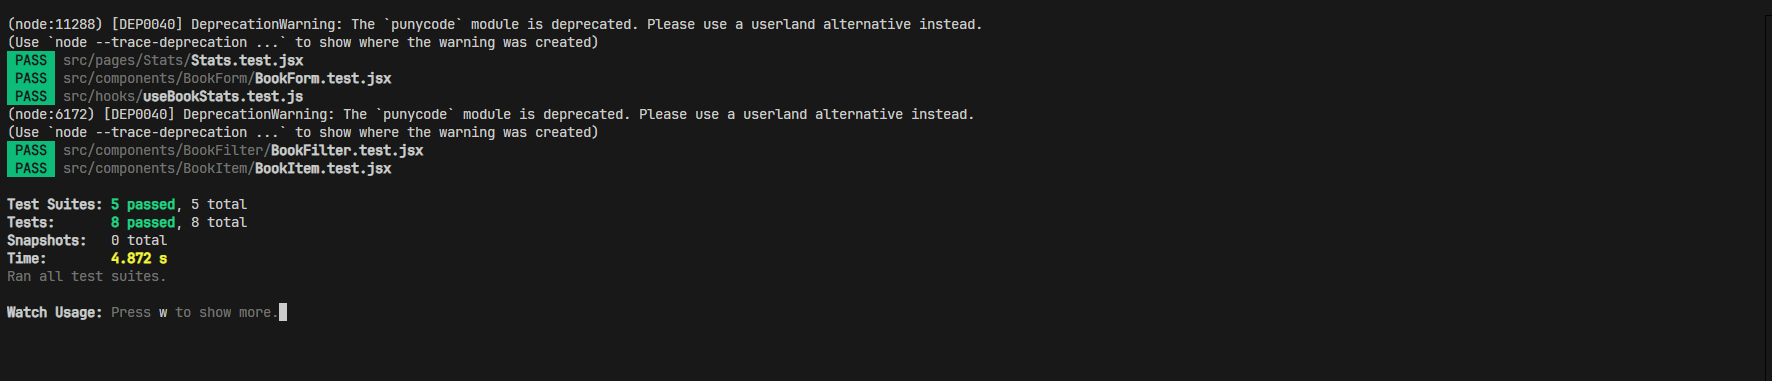 (node:11288) [DEP0040] DeprecationWarning: The `punycode` module is deprecated. Please use a userland alternative instead.
(Use `node --trace-deprecation ...` to show where the warning was created)
PASS src/pages/Stats/Stats.test.jsx
PASS src/components/BookForm/BookForm.test.jsx
PASS src/hooks/useBookStats.test.js
(node:6172) [DEP0040] DeprecationWarning: The `punycode` module is deprecated. Please use a userland alternative instead.
(Use `node --trace-deprecation ...` to show where the warning was created)
PASS src/components/BookFilter/BookFilter.test.jsx
PASS src/components/BookItem/BookItem.test.jsx
Test Suites: 5 passed, 5 total
Tests: 8 passed, 8 total
Snapshots: 0 total
Time: 4.872 s
Ran all test suites.
Watch Usage: Press w to show more.